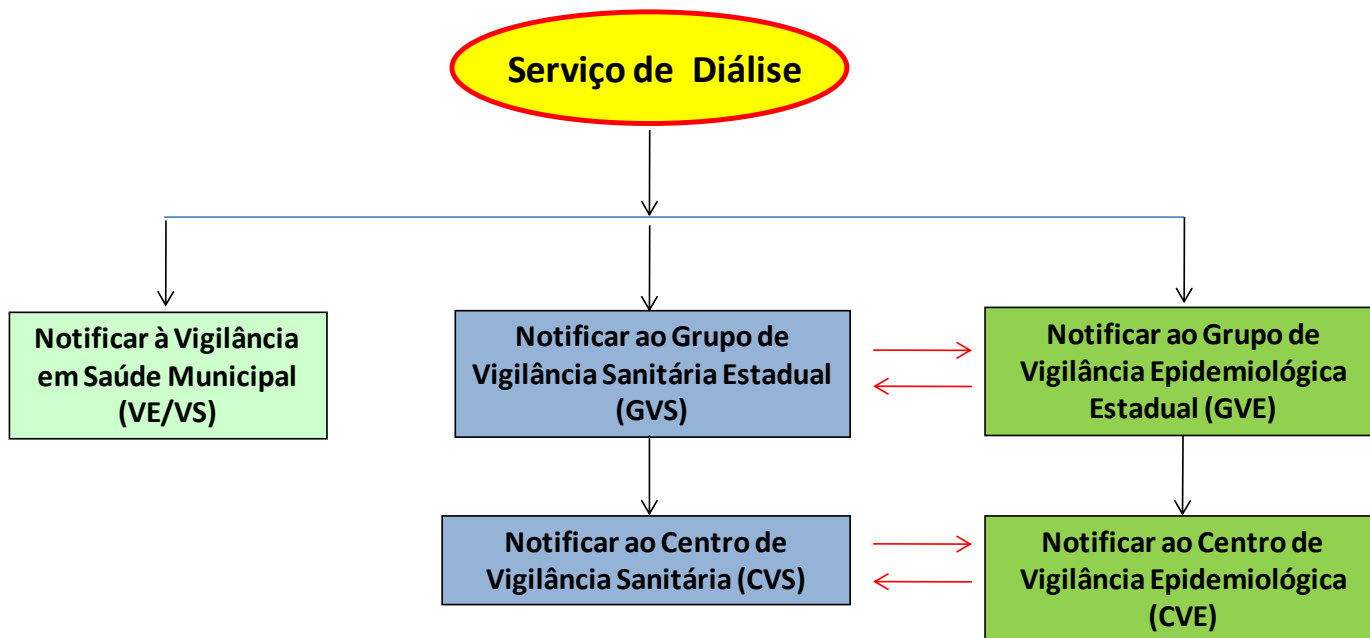 Serviço de Diálise
Notificar à Vigilância
em Saúde Municipal
(VE/VS)
Notificar ao Grupo de
Vigilância Sanitária Estadual
(GVS)
Notificar ao Grupo de
Vigilância Epidemiológica
Estadual (GVE)
Notificar ao Centro de
Vigilância Sanitária (CVS)
Notificar ao Centro de
Vigilância Epidemiológica
(CVE)